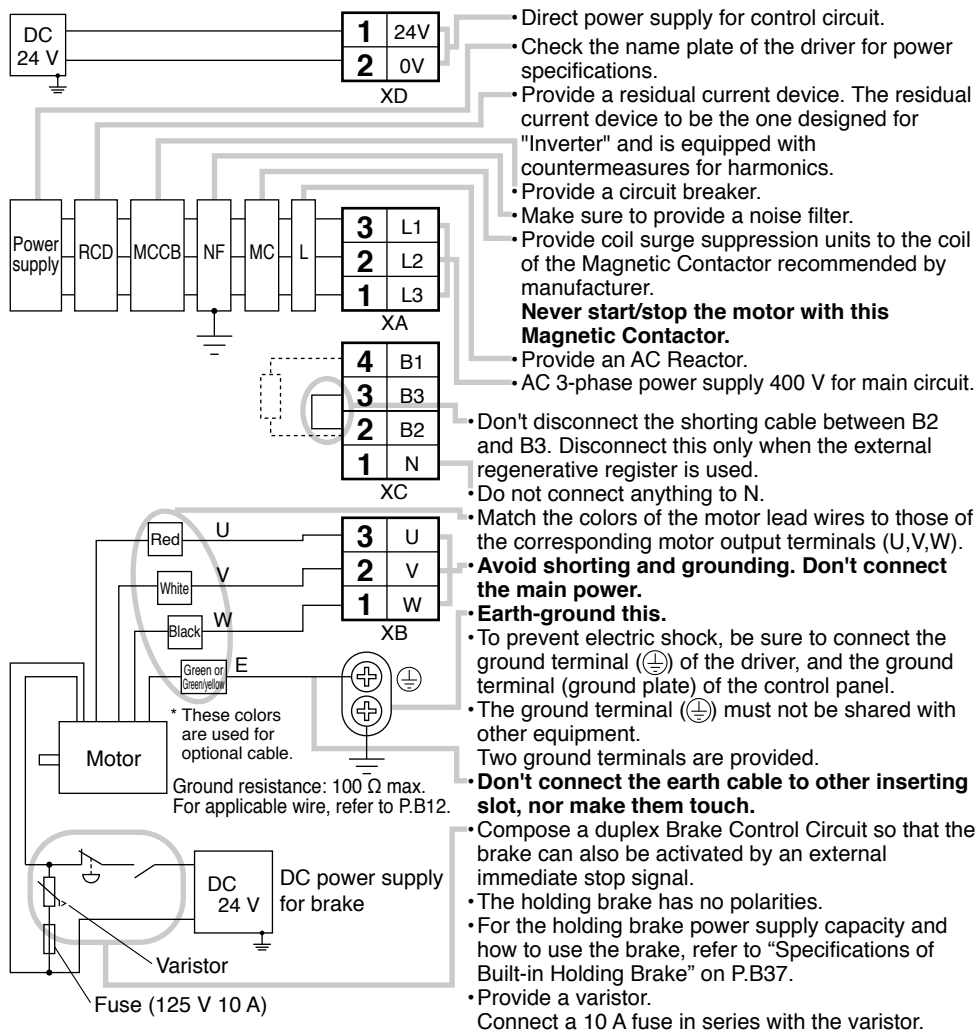 DC
24 V
1 24V
2 0V
XD
Power
supply
RCD
MCCB
NF
MC
L
3 L1
2 L2
1 L3
XA
4 B1
3 B3
2 B2
1 N
XC
Red U
White V
Black W
Green or
Green/yellow
E
3 U
2 V
1 W
XB
* These colors
are used for
optional cable.
Motor
Ground resistance: 100 Ω max.
For applicable wire, refer to P.B12.
DC
24 V
DC power supply
for brake
Varistor
Fuse (125 V 10 A)
・Direct power supply for control circuit.
・Check the name plate of the driver for power
specifications.
・Provide a residual current device. The residual
current device to be the one designed for
"Inverter" and is equipped with
countermeasures for harmonics.
・Provide a circuit breaker.
・Make sure to provide a noise filter.
・Provide coil surge suppression units to the coil
of the Magnetic Contactor recommended by
manufacturer.
Never start/stop the motor with this
Magnetic Contactor.
・Provide an AC Reactor.
・AC 3-phase power supply 400 V for main circuit.
・Don't disconnect the shorting cable between B2
and B3. Disconnect this only when the external
regenerative register is used.
・Do not connect anything to N.
・Match the colors of the motor lead wires to those of
the corresponding motor output terminals (U,V,W).
・Avoid shorting and grounding. Don't connect
the main power.
・Earth-ground this.
・To prevent electric shock, be sure to connect the
ground terminal (⏚) of the driver, and the ground
terminal (ground plate) of the control panel.
・The ground terminal (⏚) must not be shared with
other equipment.
Two ground terminals are provided.
・Don't connect the earth cable to other inserting
slot, nor make them touch.
・Compose a duplex Brake Control Circuit so that the
brake can also be activated by an external
immediate stop signal.
・The holding brake has no polarities.
・For the holding brake power supply capacity and
how to use the brake, refer to “Specifications of
Built-in Holding Brake” on P.B37.
・Provide a varistor.
Connect a 10 A fuse in series with the varistor.